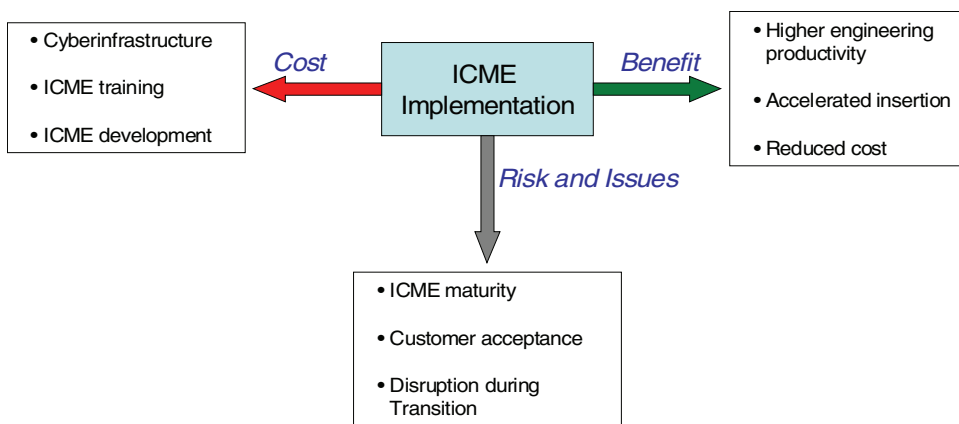 • Cyberinfrastructure
• ICME training
• ICME development
Cost
ICME
Implementation
Benefit
• Higher engineering
productivity
• Accelerated insertion
• Reduced cost
Risk and Issues
• ICME maturity
• Customer acceptance
• Disruption during
Transition